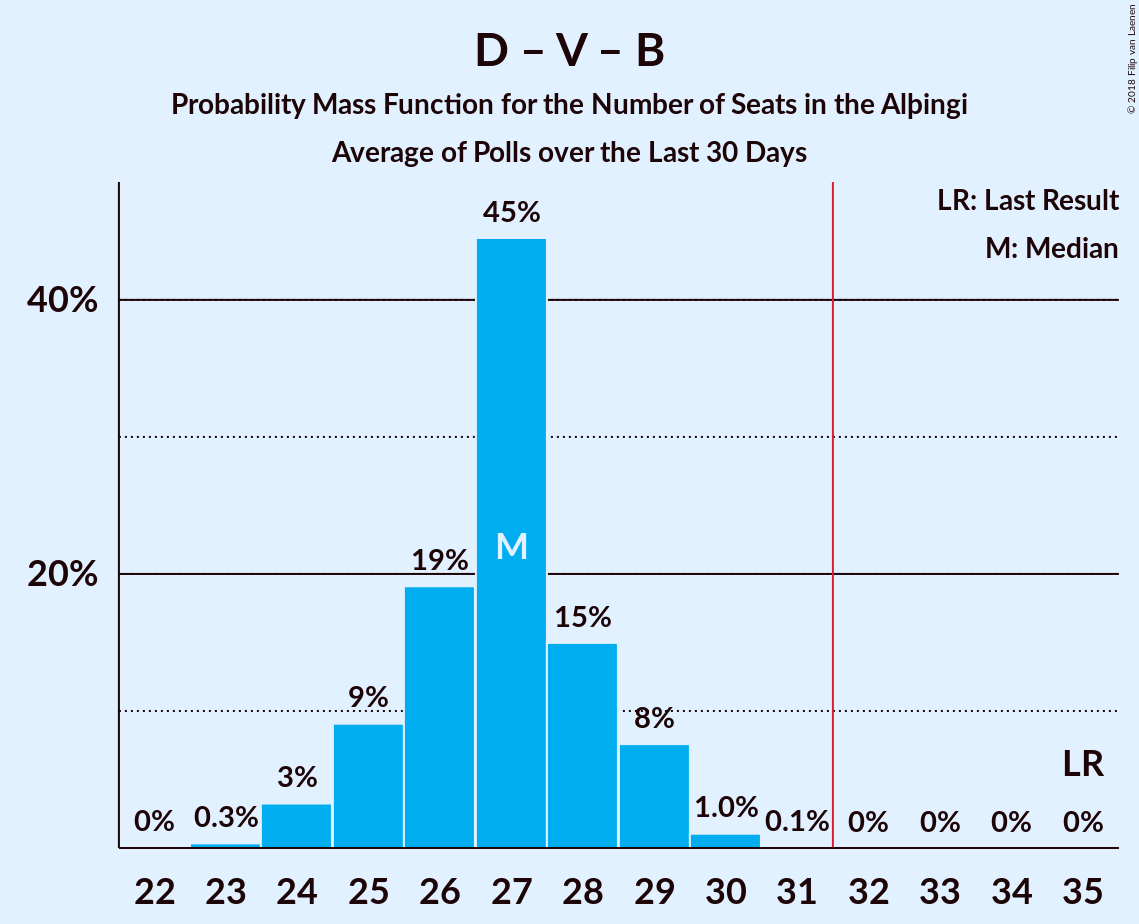 D – V – B
Probability Mass Function for the Number of Seats in the Alþingi
Average of Polls over the Last 30 Days
© 2018 Filip van Laenen
LR: Last Result
M: Median
40%
20%
0%
0.3%
3%
9%
19%
45%
M
15%
8%
1.0%
0.1%
0%
0%
0%
LR
0%
22 23 24 25 26 27 28 29 30 31 32 33 34 35